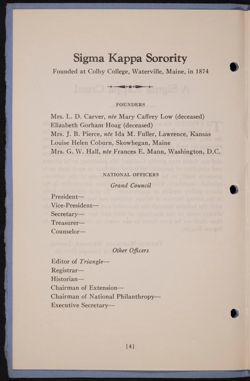 Sigma Kappa Sorority
Founded at Colby College, Waterville, Maine, in 1874
FOUNDERS
Mrs. L. D. Carver, née Mary Caffery Low (deceased)
Elizabeth Gorham Hoag (deceased)
Mrs. J. B. Pierce, née Ida M. Fuller, Lawrence, Kansas
Louise Helen Coburn, Skowhegan, Maine
Mrs. G. W. Hall, née Frances E. Mann, Washington, D.C.
NATIONAL OFFICERS
Grand Council
President—
Vice-President—
Secretary—
Treasurer—
Counselor—
Other Officers
Editor of Triangle—
Registrar—
Historian—
Chairman of Extension—
Chairman of National Philanthropy—
Executive Secretary—
[4]